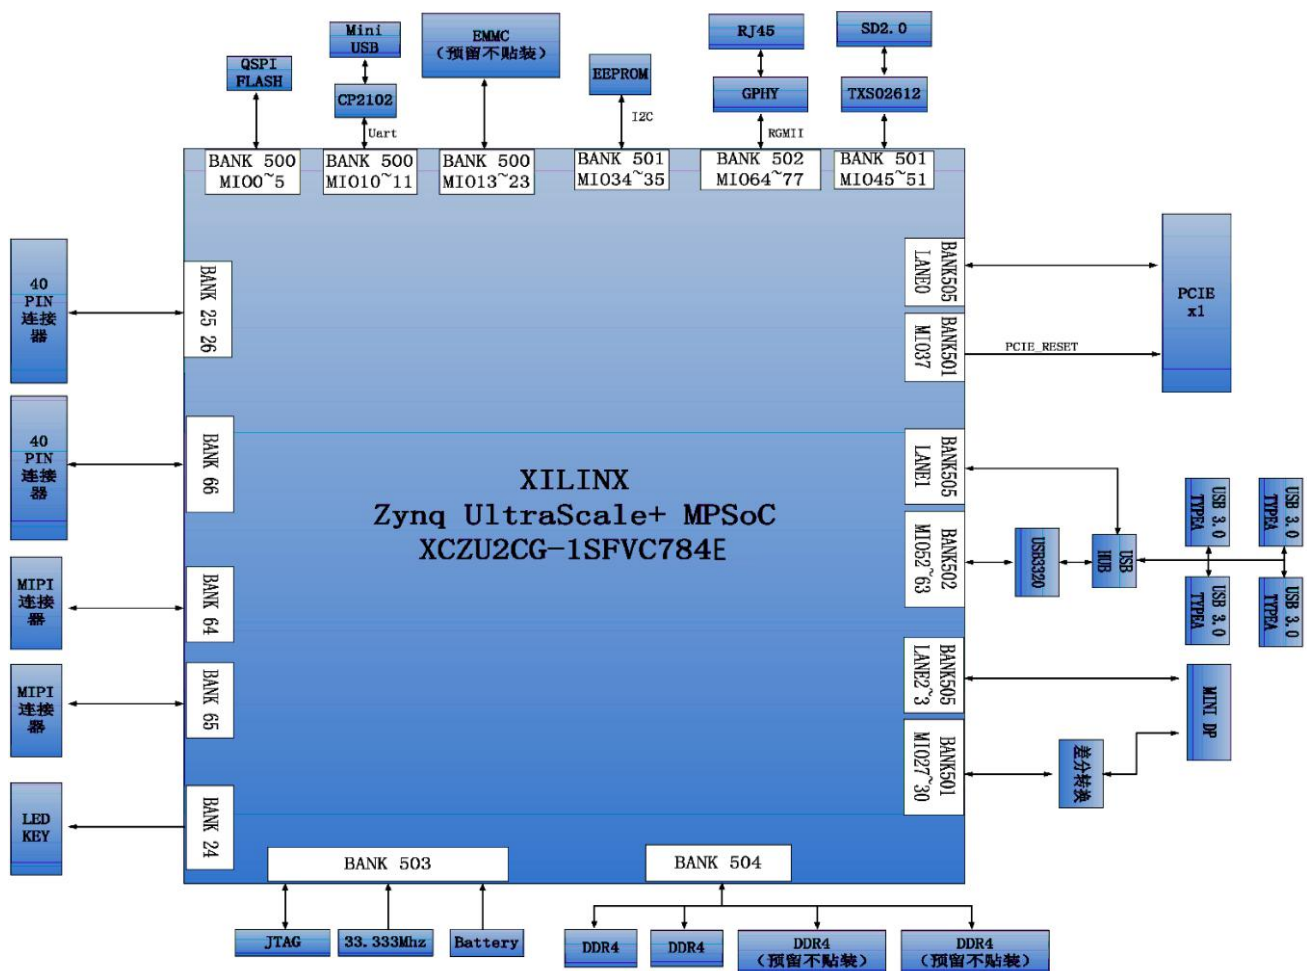 Mini
USB
EMMC
(预留不贴装)
RJ45
SD2.0
QSPI
FLASH
EEPROM
CP2102
GPHY
TXS02612
Uart
I2C
RGMII
BANK 500
MIO0~5
BANK 500
MIO10~11
BANK 500
MIO13~23
BANK 501
MIO34~35
BANK 502
MIO64~77
BANK 501
MIO45~51
40
PIN
连接
器
BANK 25 26
40
PIN
连接
器
BANK 66
MIPI
连接
器
BANK 64
MIPI
连接
器
BANK 65
LED
KEY
BANK 24
XILINX
Zynq UltraScale+ MPSoC
XCZU2CG-1SFVC784E
BANK505
LANE0
BANK501
MIO37
PCIE_RESET
PCIE
x1
BANK505
LANE1
BANK502
MIO52~63
USB3320
USB
HUB
USB 3.0
TYPEA
USB 3.0
TYPEA
USB 3.0
TYPEA
USB 3.0
TYPEA
BANK505
LANE2~3
BANK501
MIO27~30
差分转换
MINI DP
BANK 503
BANK 504
JTAG
33.333Mhz
Battery
DDR4
DDR4
DDR4
(预留不贴装)
DDR4
(预留不贴装)